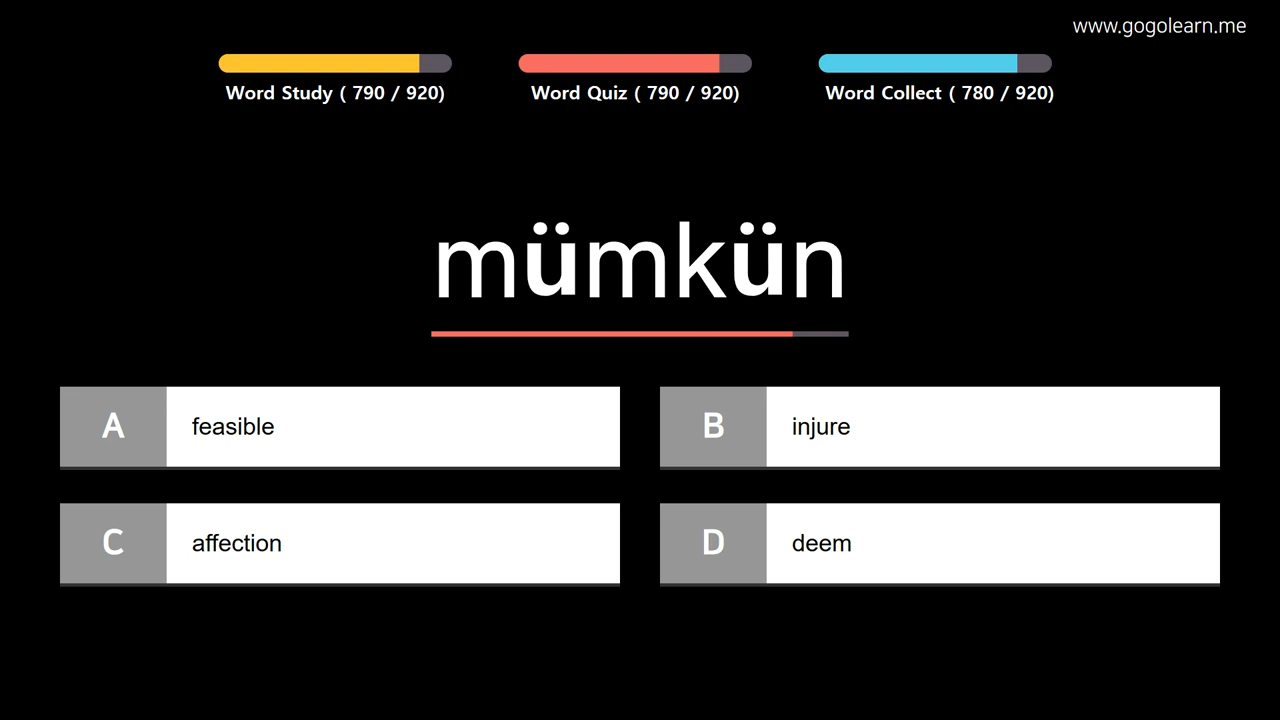 www.gogolearn.me
Word Study ( 790 / 920)
Word Quiz ( 790 / 920)
Word Collect ( 780 / 920)
mümkün
A feasible
B injure
C affection
D deem